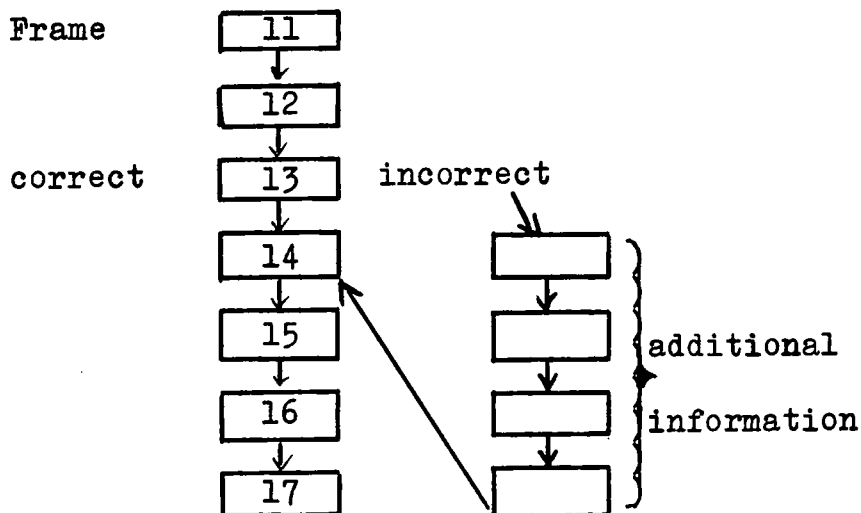 Frame 11
12
correct 13 incorrect
14
15 additional
16 information
17